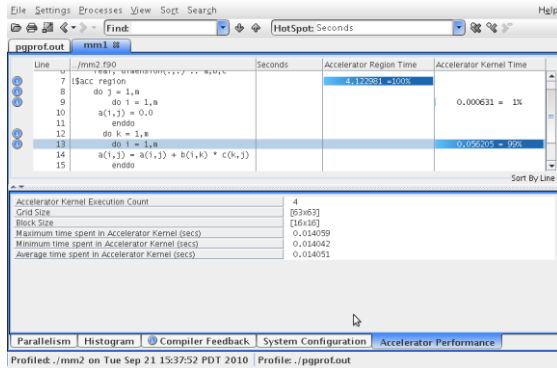 File Settings Processes View Sort Search Help
Find: HotSpot: Seconds
pgprof.out mm1
Line ../mm2.f90 Seconds Accelerator Region Time Accelerator Kernel Time
7 !$acc region 4.122981 =100%
8 do j = 1,m
9 do i = 1,m 0.000631 = 1%
10 a(i,j) = 0.0
11 enddo
12 do k = 1,m
13 do i = 1,m 0.056205 = 99%
14 a(i,j) = a(i,j) + b(i,k) * c(k,j)
15 enddo
Sort By Line
Accelerator Kernel Execution Count 4
Grid Size [63x63]
Block Size [16x16]
Maximum time spent in Accelerator Kernel (secs) 0.014059
Minimum time spent in Accelerator Kernel (secs) 0.014042
Average time spent in Accelerator Kernel (secs) 0.014051
Parallelism Histogram Compiler Feedback System Configuration Accelerator Performance
Profiled: ./mm2 on Tue Sep 21 15:37:52 PDT 2010 Profile: ./pgprof.out